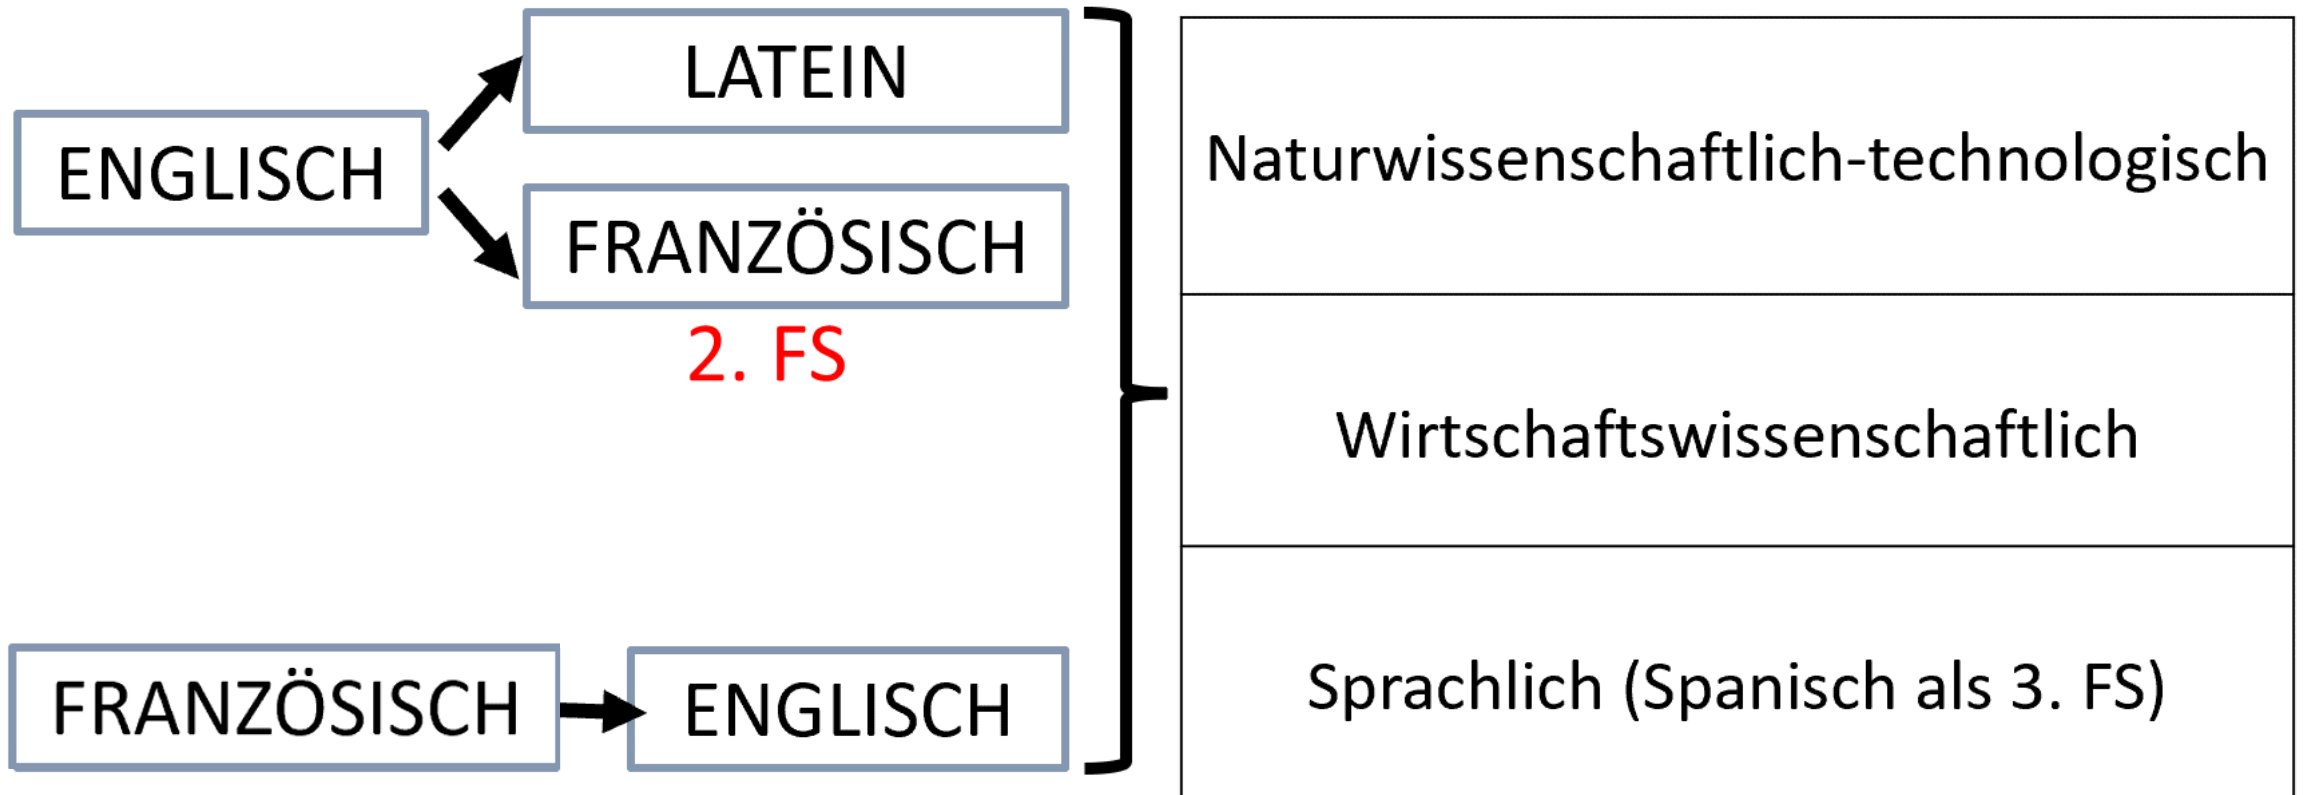 ENGLISCH
LATEIN
FRANZÖSISCH
2. FS
FRANZÖSISCH
ENGLISCH
Naturwissenschaftlich-technologisch
Wirtschaftswissenschaftlich
Sprachlich (Spanisch als 3. FS)